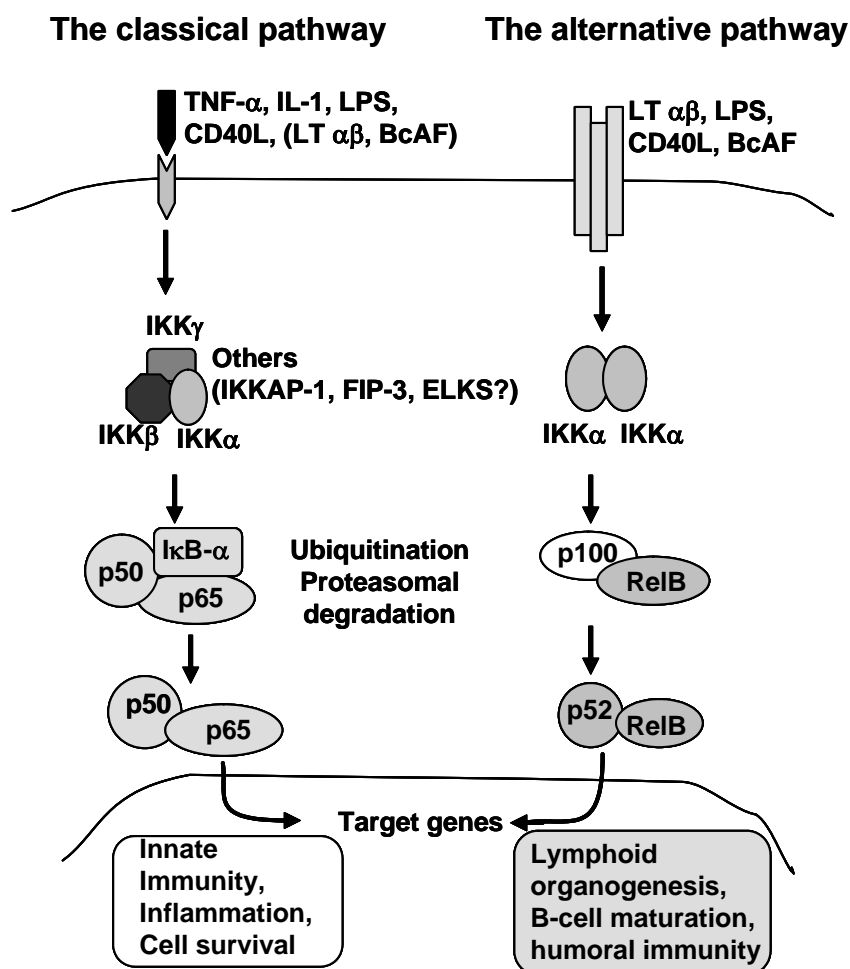 The classical pathway
The alternative pathway
TNF-α, IL-1, LPS,
CD40L, (LT αβ, BcAF)
LT αβ, LPS,
CD40L, BcAF
IKKγ
Others
(IKKAP-1, FIP-3, ELKS?)
IKKβ IKKα
IKKα IKKα
IκB-α
p50
p65
Ubiquitination
Proteasomal
degradation
p100
RelB
p50
p65
p52
RelB
Target genes
Innate
Immunity,
Inflammation,
Cell survival
Lymphoid
organogenesis,
B-cell maturation,
humoral immunity